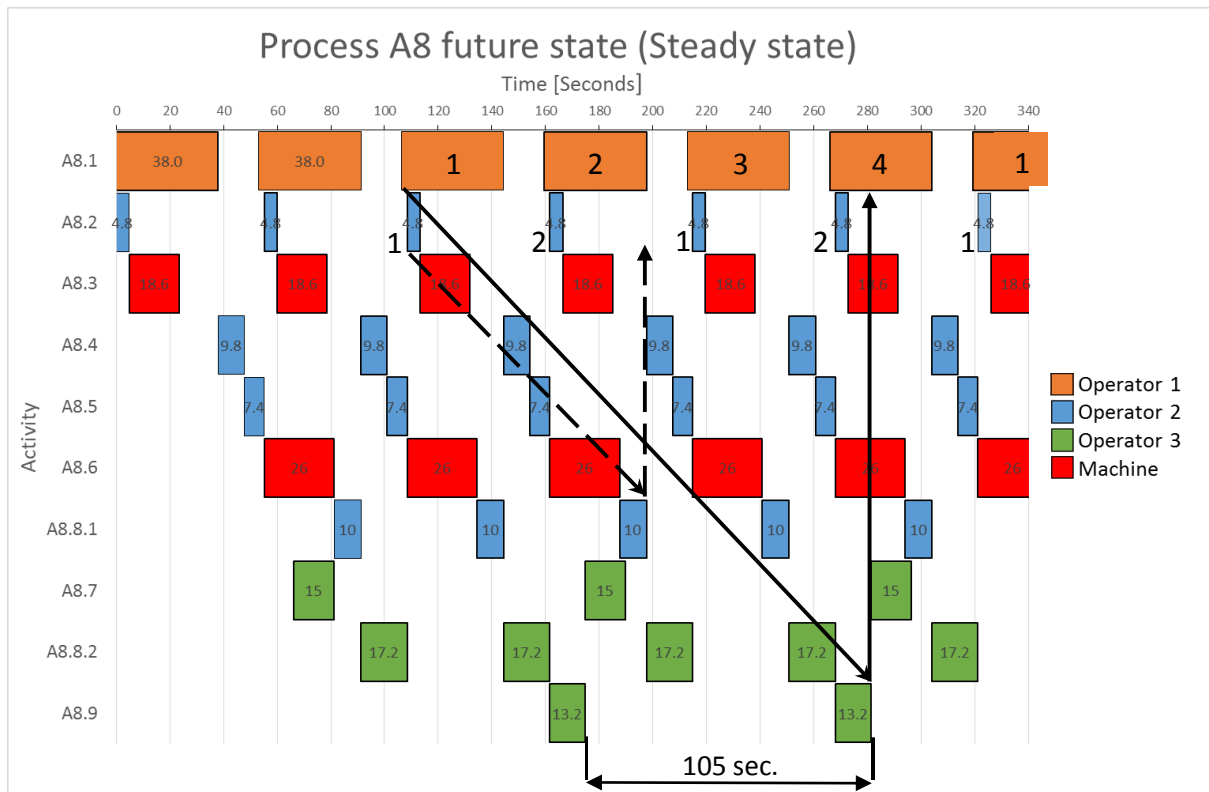 Process A8 future state (Steady state)
Time [Seconds]
0 20 40 60 80 100 120 140 160 180 200 220 240 260 280 300 320 340
A8.1 38.0 38.0 1 2 3 4 1
A8.2 4.8 4.8 4.8 4.8 4.8 4.8 4.8
1 2 1 2 1
A8.3 18.6 18.6 18.6 18.6 18.6 18.6 18.6
A8.4 9.8 9.8 9.8 9.8 9.8 9.8
A8.5 7.4 7.4 7.4 7.4 7.4 7.4
A8.6 26 26 26 26 26 26
A8.8.1 10 10 10 10 10
A8.7 15 15 15
A8.8.2 17.2 17.2 17.2 17.2 17.2
A8.9 13.2 13.2
Activity
Operator 1
Operator 2
Operator 3
Machine
105 sec.